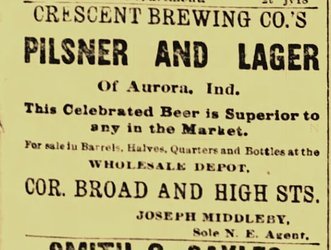 CRESCENT BREWING CO.'S
PILSNER AND LAGER
Of Aurora, Ind.
This Celebrated Beer is Superior to
any in the Market.
For sale in Barrels, Halves, Quarters and Bottles at the
WHOLESALE DEPOT,
COR. BROAD AND HIGH STS.
JOSEPH MIDDLEBY,
Sole N. E. Agent.